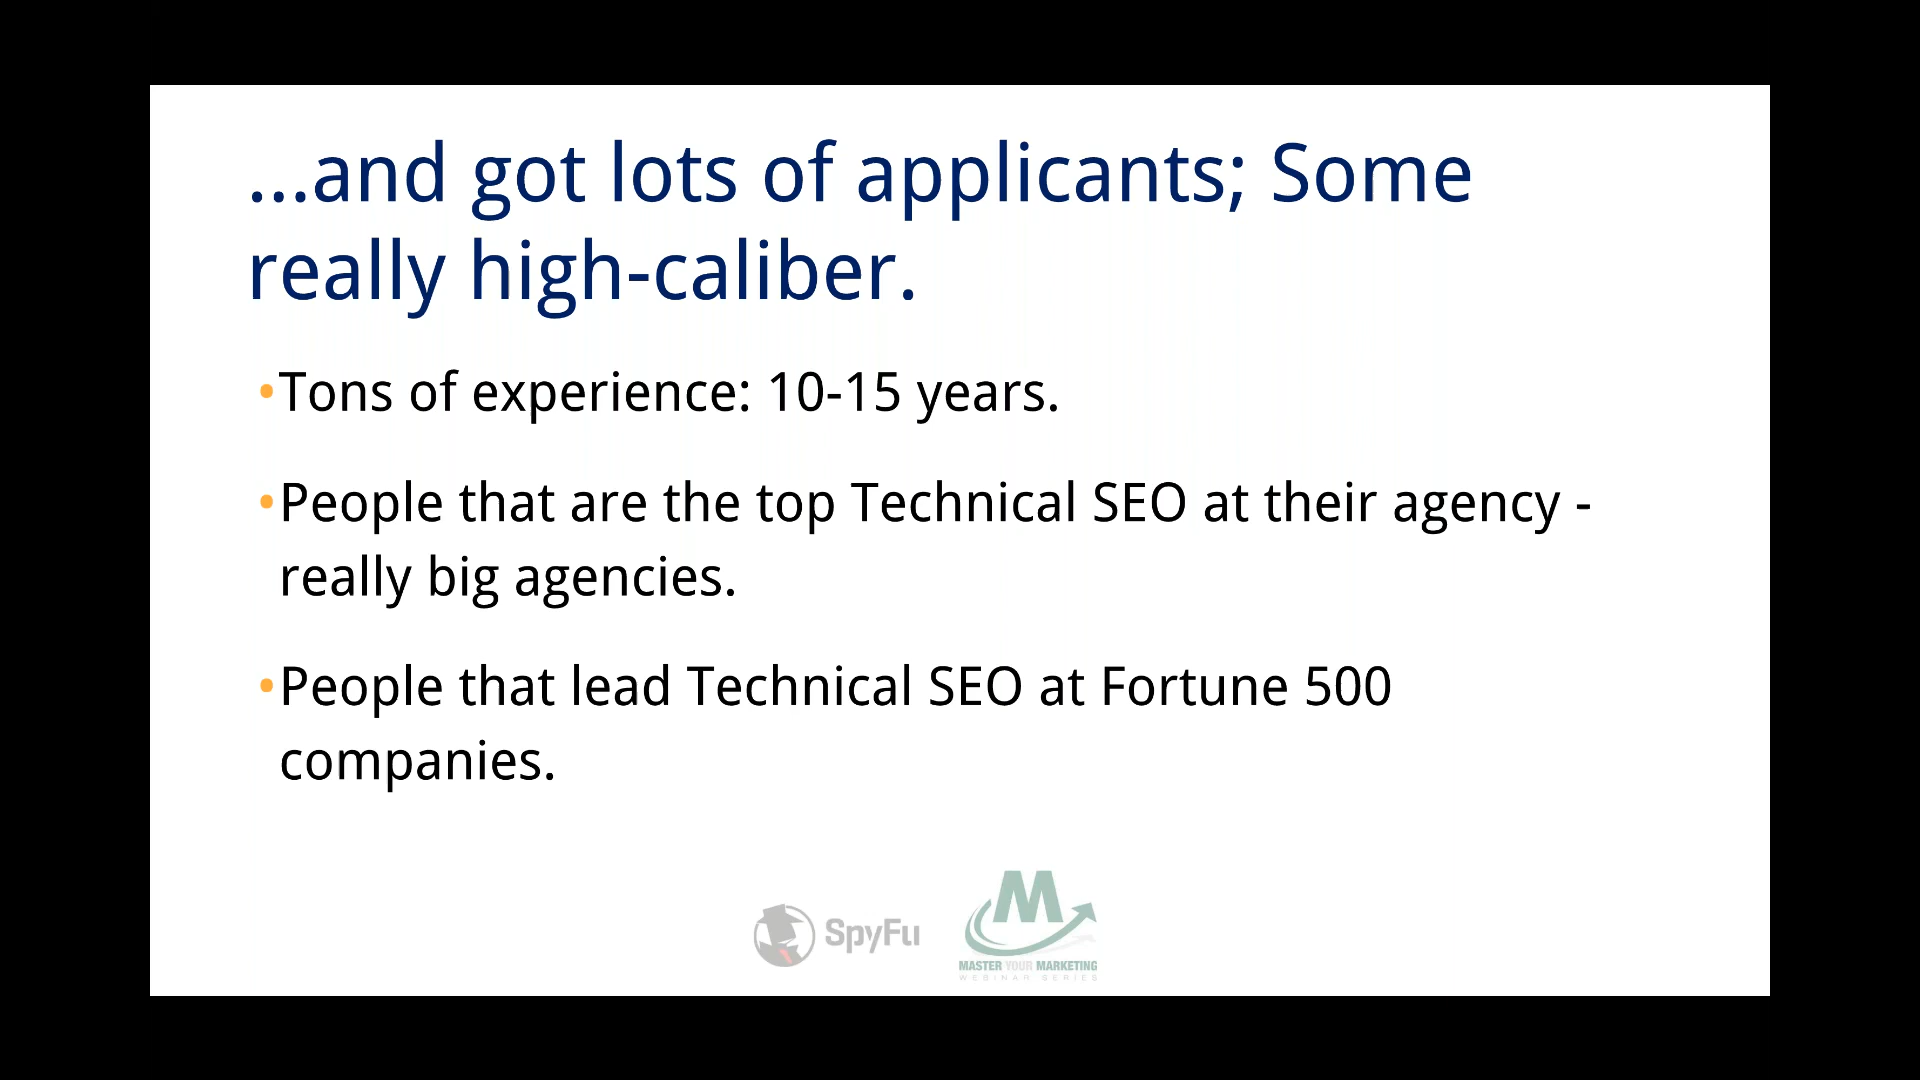 ...and got lots of applicants; Some
really high-caliber.
•Tons of experience: 10-15 years.
•People that are the top Technical SEO at their agency -
really big agencies.
•People that lead Technical SEO at Fortune 500
companies.
SpyFu
M
MASTER YOUR MARKETING
WEBINAR SERIES